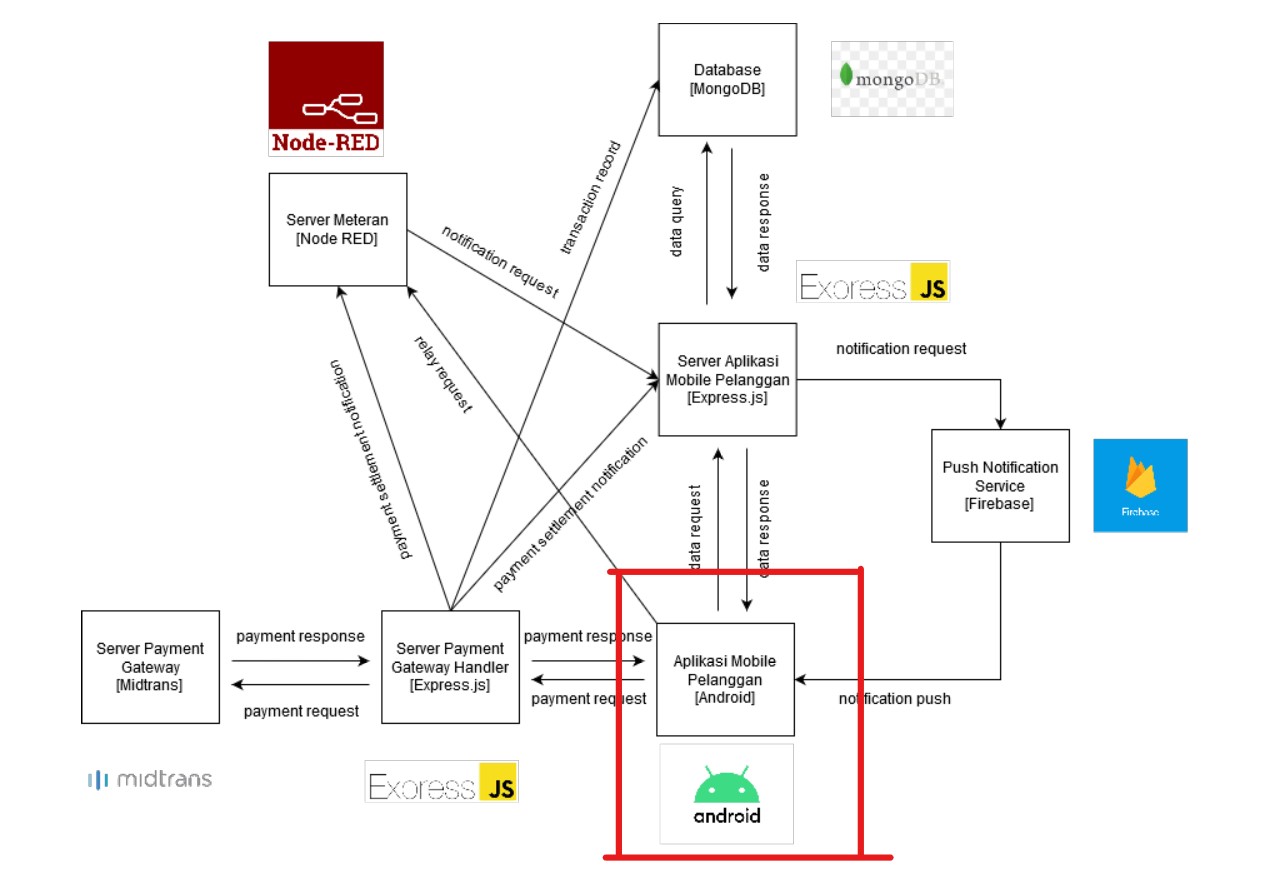 Database
[MongoDB]
mongoDB
Node-RED
Server Meteran
[Node RED]
notification request
transaction record
data query
data response
Exoress JS
Server Aplikasi
Mobile Pelanggan
[Express.js]
notification request
payment settlement notification
relay request
payment settlement notification
data request
data response
Push Notification
Service
[Firebase]
Firebase
Server Payment
Gateway
[Midtrans]
payment response
payment request
Server Payment
Gateway Handler
[Express.js]
payment response
payment request
Aplikasi Mobile
Pelanggan
[Android]
notification push
midtrans
Exoress JS
android